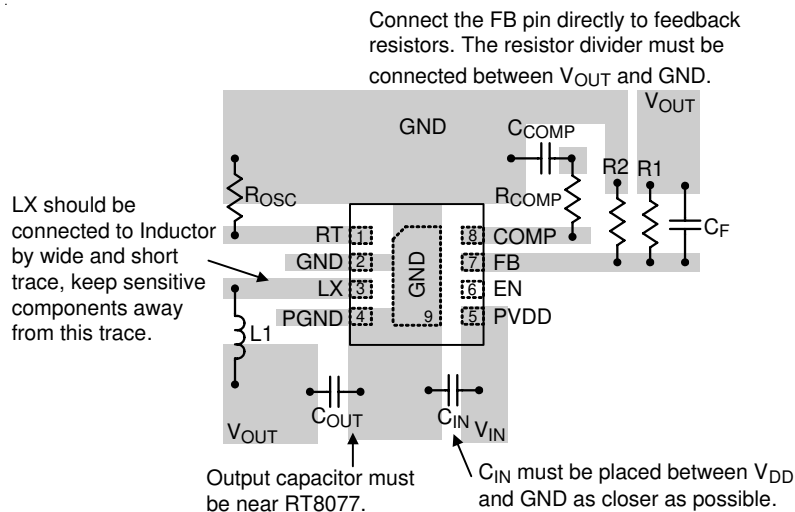 Connect the FB pin directly to feedback
resistors. The resistor divider must be
connected between VOUT and GND.
VOUT
GND
CCOMP
R2
R1
ROSC
RCOMP
CF
LX should be
connected to Inductor
by wide and short
trace, keep sensitive
components away
from this trace.
RT 1
8 COMP
GND 2
7 FB
GND
LX 3
6 EN
PGND 4
9
5 PVDD
L1
VOUT
COUT
CIN
VIN
Output capacitor must
be near RT8077.
CIN must be placed between VDD
and GND as closer as possible.